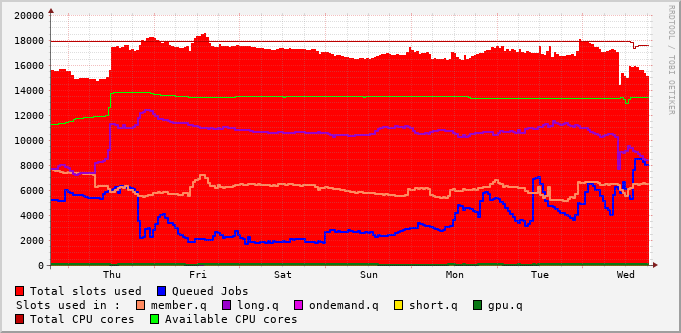 20000
18000
16000
14000
12000
10000
8000
6000
4000
2000
0
Thu Fri Sat Sun Mon Tue Wed
Total slots used Queued Jobs
Slots used in : member.q long.q ondemand.q short.q gpu.q
Total CPU cores Available CPU cores
RRDTOOL / TOBI OETIKER